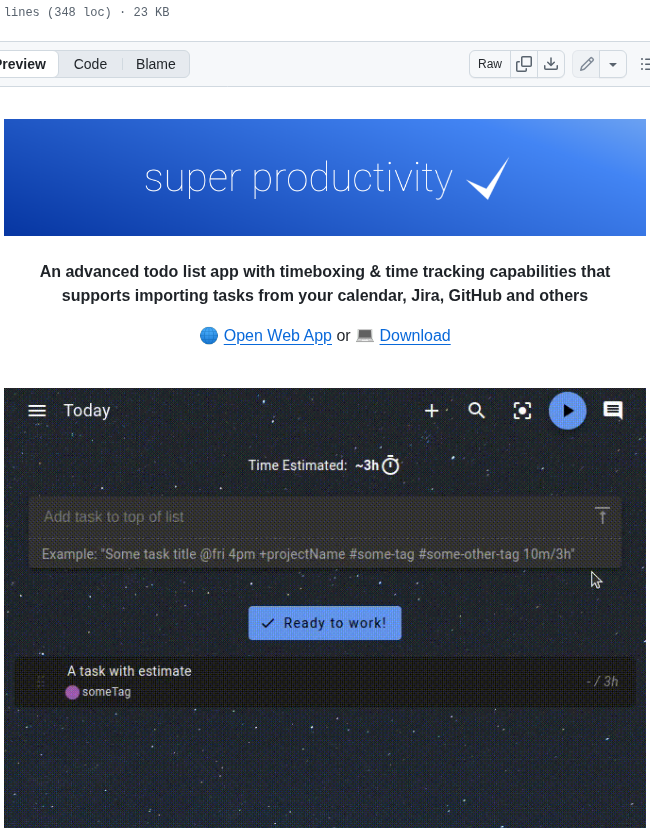 lines (348 loc) · 23 KB
Preview Code Blame Raw
super productivity
An advanced todo list app with timeboxing & time tracking capabilities that
supports importing tasks from your calendar, Jira, GitHub and others
Open Web App or Download
Today
Time Estimated: ~3h
Add task to top of list
Example: "Some task title @fri 4pm +projectName #some-tag #some-other-tag 10m/3h"
Ready to work!
A task with estimate
someTag
- / 3h